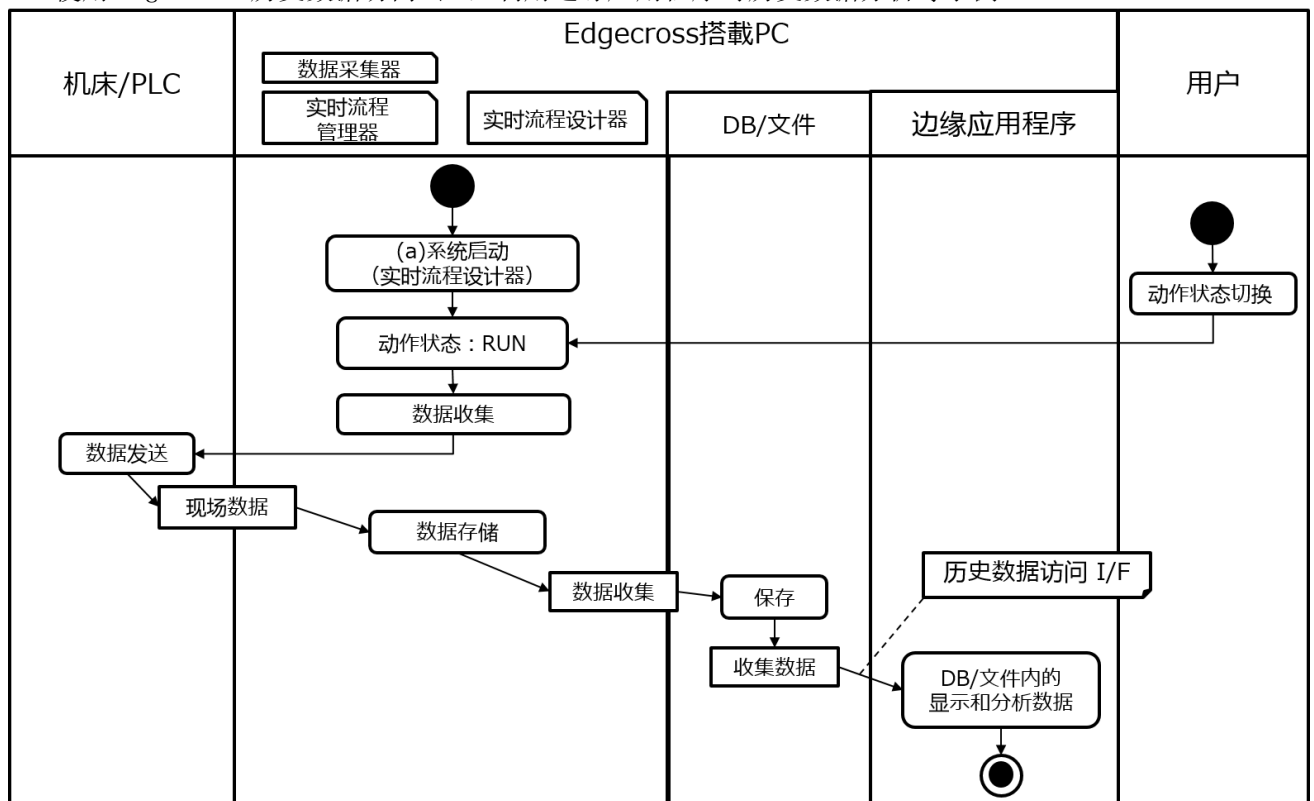 Edgecross搭載PC
机床/PLC
数据采集器
实时流程
管理器
实时流程设计器
DB/文件
边缘应用程序
用户
(a)系统启动
（实时流程设计器）
动作状态切换
动作状态：RUN
数据收集
数据发送
现场数据
数据存储
数据收集
保存
历史数据访问 I/F
收集数据
DB/文件内的
显示和分析数据